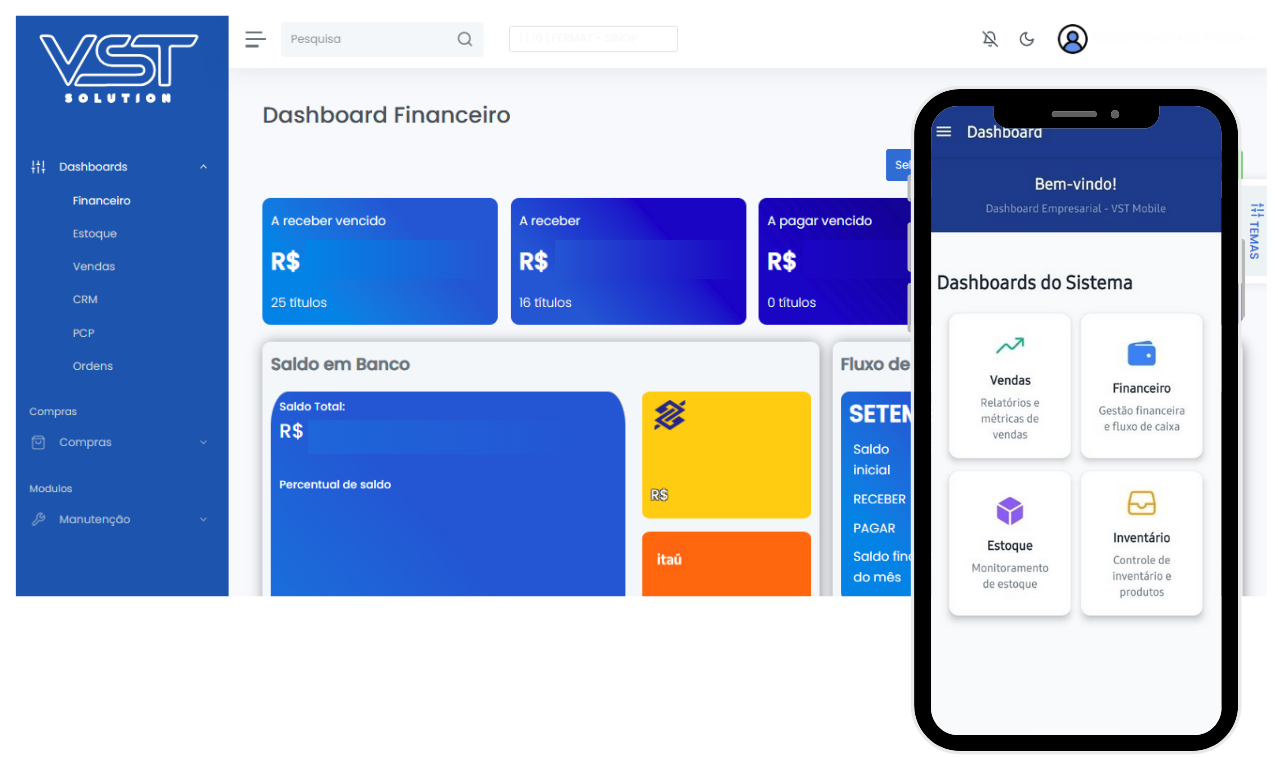 VST
SOLUTION
Dashboards
Financeiro
Estoque
Vendas
CRM
PCP
Ordens
Compras
Compras
Modulos
Manutenção
Pesquisa
Dashboard Financeiro
A receber vencido
R$
25 títulos
A receber
R$
16 títulos
A pagar vencido
R$
0 títulos
Saldo em Banco
Saldo Total:
R$
Percentual de saldo
R$
itaú
Fluxo de
SETEM
Saldo
inicial
RECEBER
PAGAR
Saldo fin
do mês
TEMAS
Dashboard
Bem-vindo!
Dashboard Empresarial - VST Mobile
Dashboards do Sistema
Vendas
Relatórios e
métricas de
vendas
Financeiro
Gestão financeira
e fluxo de caixa
Estoque
Monitoramento
de estoque
Inventário
Controle de
inventário e
produtos